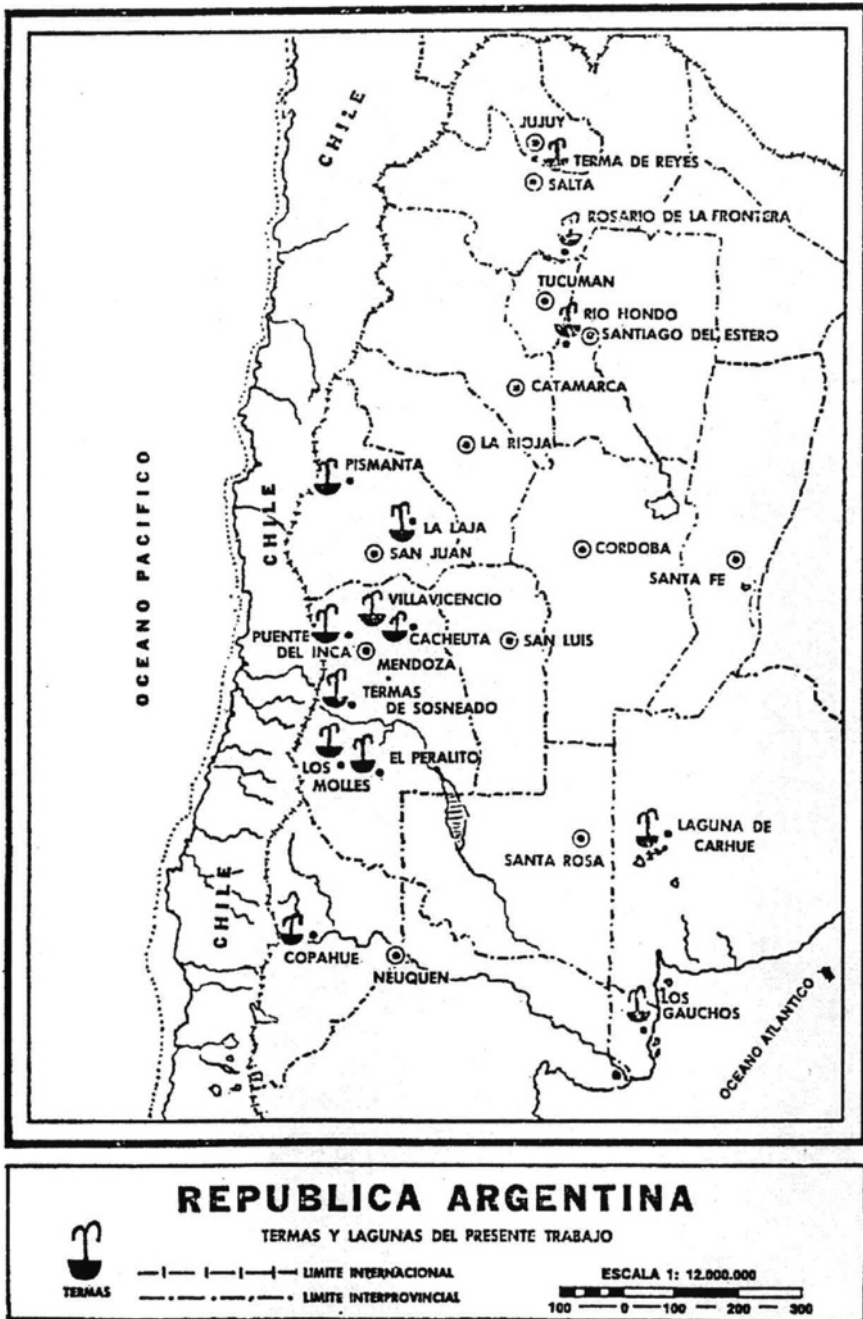 CHILE
JUJUY
TERMA DE REYES
SALTA
ROSARIO DE LA FRONTERA
TUCUMAN
RIO HONDO
SANTIAGO DEL ESTERO
CATAMARCA
LA RIOJA
OCEANO PACIFICO
PISMANTA
CHILE
LA LAJA
SAN JUAN
CORDOBA
SANTA FE
VILLAVICENCIO
PUENTE
DEL INCA
CACHEUTA
SAN LUIS
MENDOZA
TERMAS
DE SOSNEADO
LOS
MOLLES
EL PERALITO
LAGUNA DE
CARHUE
SANTA ROSA
CHILE
COPAHUE
NEUQUEN
LOS
GAUCHOS
OCEANO ATLANTICO
REPUBLICA ARGENTINA
TERMAS Y LAGUNAS DEL PRESENTE TRABAJO
TERMAS
LIMITE INTERNACIONAL
LIMITE INTERPROVINCIAL
ESCALA 1: 12.000.000
100 — 0 — 100 — 200 — 300